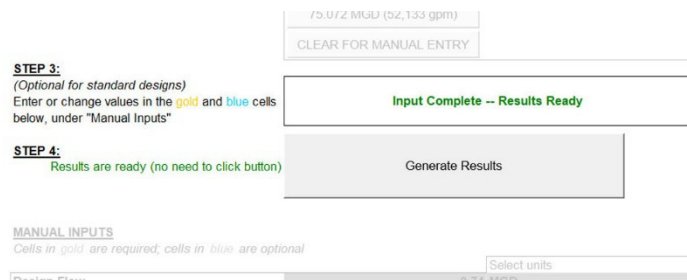 75.072 MGD (52,133 gpm)
CLEAR FOR MANUAL ENTRY
STEP 3:
(Optional for standard designs)
Enter or change values in the gold and blue cells
below, under "Manual Inputs"
Input Complete -- Results Ready
STEP 4:
Results are ready (no need to click button)
Generate Results
MANUAL INPUTS
Cells in gold are required; cells in blue are optional
Select units
Design Flow
MGD